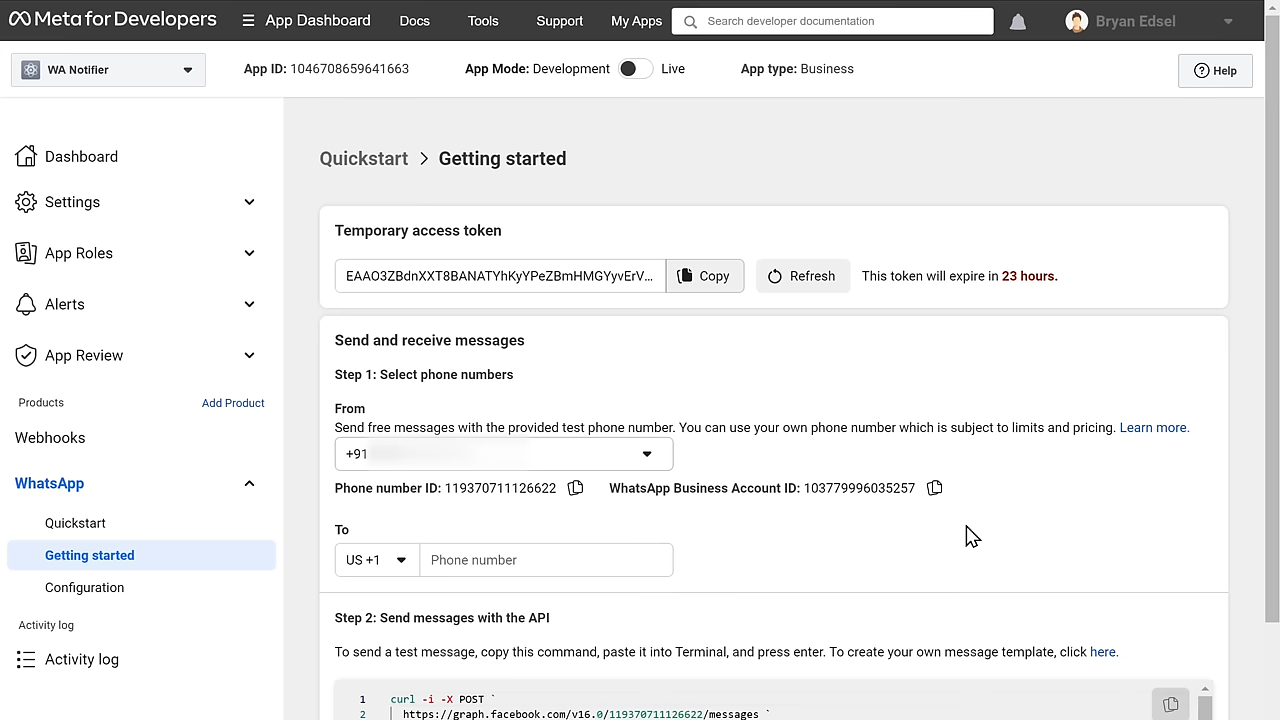 Meta for Developers
App Dashboard
Docs
Tools
Support
My Apps
Search developer documentation
Bryan Edsel
WA Notifier
App ID: 1046708659641663
App Mode: Development
Live
App type: Business
Help
Dashboard
Settings
App Roles
Alerts
App Review
Products
Add Product
Webhooks
WhatsApp
Quickstart
Getting started
Configuration
Activity log
Activity log
Quickstart > Getting started
Temporary access token
EAAO3ZBdnXXT8BANATYhKyYPeZBmHMGYyvErV...
Copy
Refresh
This token will expire in 23 hours.
Send and receive messages
Step 1: Select phone numbers
From
Send free messages with the provided test phone number. You can use your own phone number which is subject to limits and pricing. Learn more.
+91
Phone number ID: 119370711126622
WhatsApp Business Account ID: 103779996035257
To
US +1
Phone number
Step 2: Send messages with the API
To send a test message, copy this command, paste it into Terminal, and press enter. To create your own message template, click here.
1 curl -i -X POST `
2 https://graph.facebook.com/v16.0/119370711126622/messages `